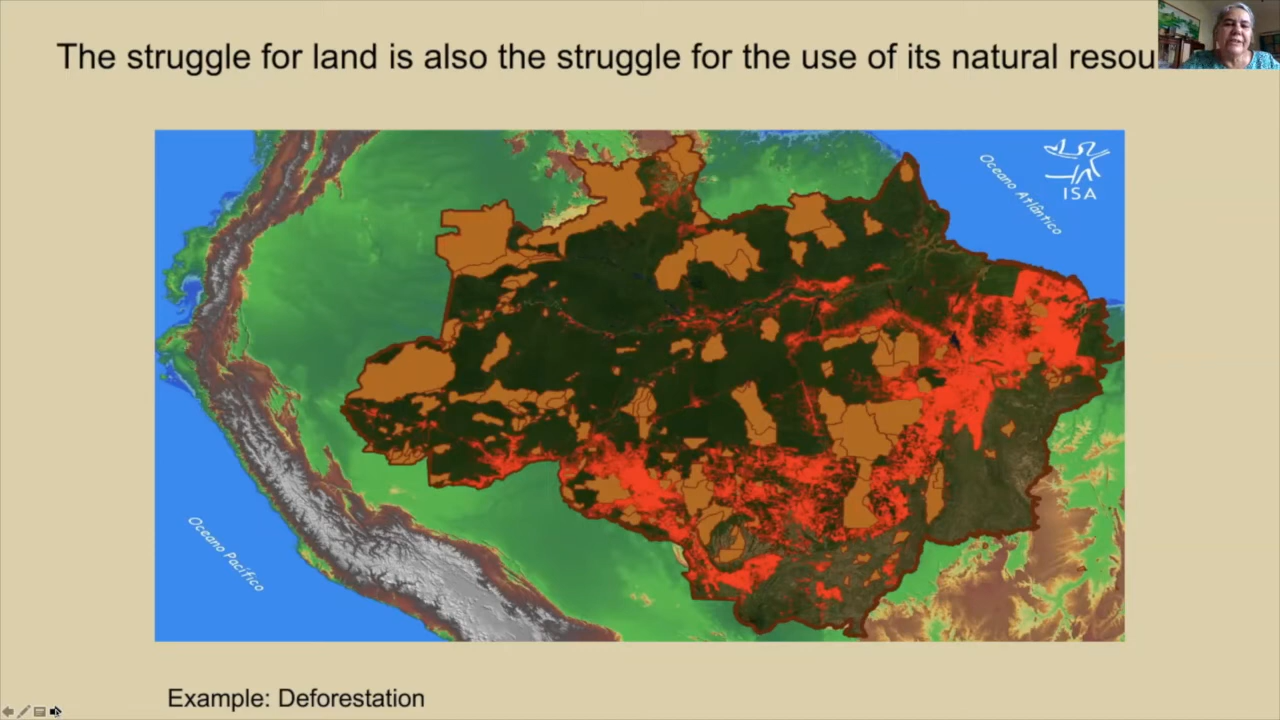 The struggle for land is also the struggle for the use of its natural resou
Oceano Atlântico
ISA
Oceano Pacífico
Example: Deforestation